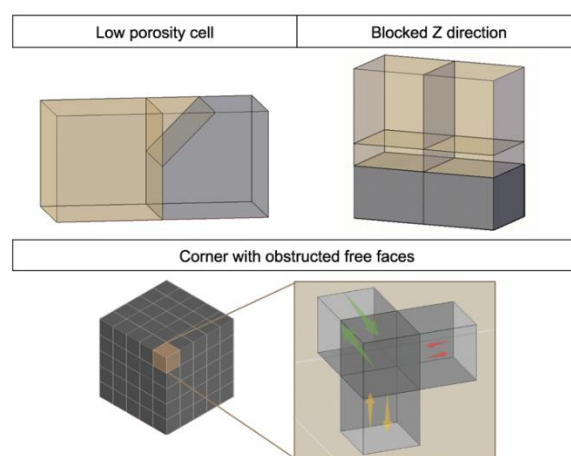 Low porosity cell
Blocked Z direction
Corner with obstructed free faces